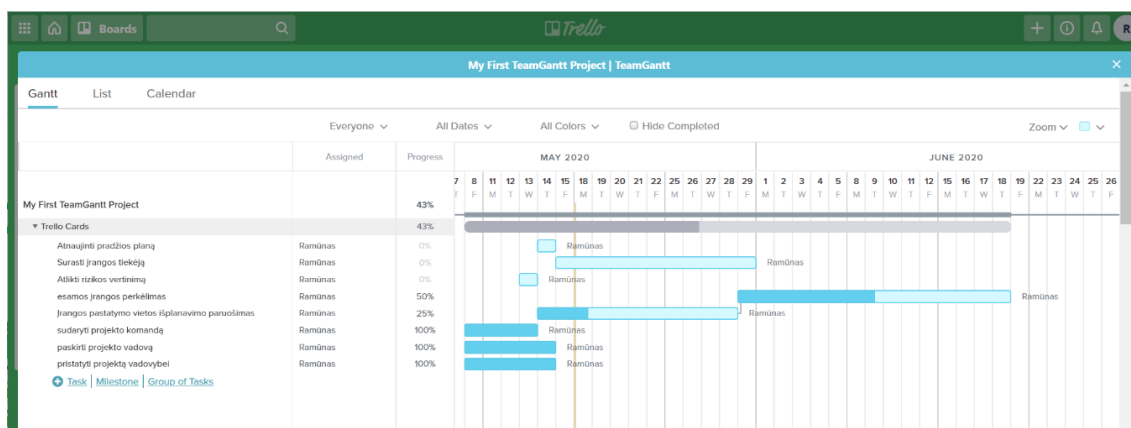 Boards
Trello
R
My First TeamGantt Project | TeamGantt
Gantt List Calendar
Everyone All Dates All Colors Hide Completed Zoom
Assigned Progress MAY 2020 JUNE 2020
7 8 11 12 13 14 15 18 19 20 21 22 25 26 27 28 29 1 2 3 4 5 8 9 10 11 12 15 16 17 18 19 22 23 24 25 26
T F M T W T F M T W T F M T W T F M T W T F M T W T F M T W T F M T W T F
My First TeamGantt Project 43%
Trello Cards 43%
Atnaujinti pradžios planą Ramūnas 0% Ramūnas
Surasti įrangos tiekėją Ramūnas 0% Ramūnas
Atlikti rizikos vertinimą Ramūnas 0% Ramūnas
esamos įrangos perkėlimas Ramūnas 50% Ramūnas
Įrangos pastatymo vietos išplanavimo paruošimas Ramūnas 25% Ramūnas
sudaryti projekto komandą Ramūnas 100% Ramūnas
paskirti projekto vadovą Ramūnas 100% Ramūnas
pristatyti projektą vadovybei Ramūnas 100% Ramūnas
Task | Milestone | Group of Tasks